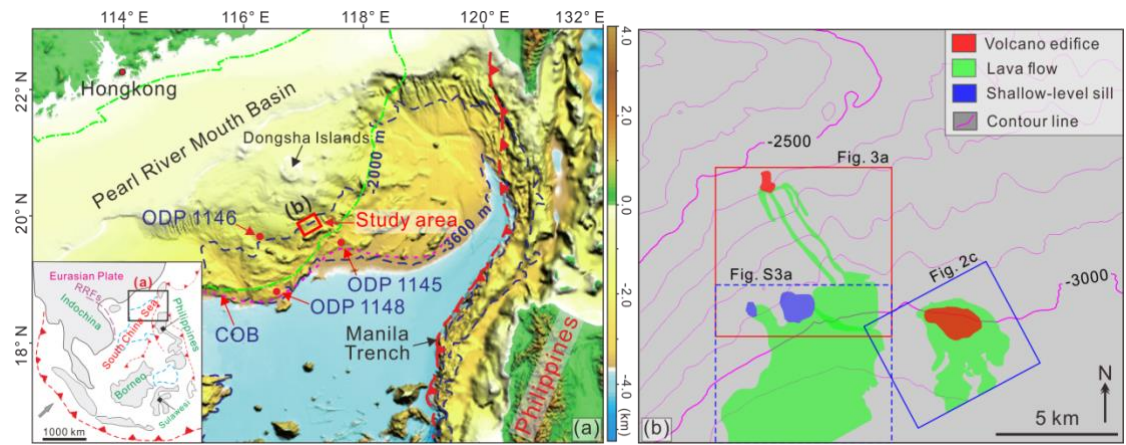 114° E
116° E
118° E
120° E
132° E
22° N
20° N
18° N
Hongkong
Pearl River Mouth Basin
Dongsha Islands
-2000 m
(b)
Study area
ODP 1146
-3600 m
ODP 1145
ODP 1148
COB
Manila
Trench
Philippines
(a)
4.0
2.0
0.0
-2.0
-4.0
(km)
Eurasian Plate
(a)
RRFs
Indochina
South China Sea
Philippines
Borneo
Sulawesi
1000 km
Volcano edifice
Lava flow
Shallow-level sill
Contour line
-2500
Fig. 3a
Fig. S3a
Fig. 2c
-3000
N
5 km
(b)